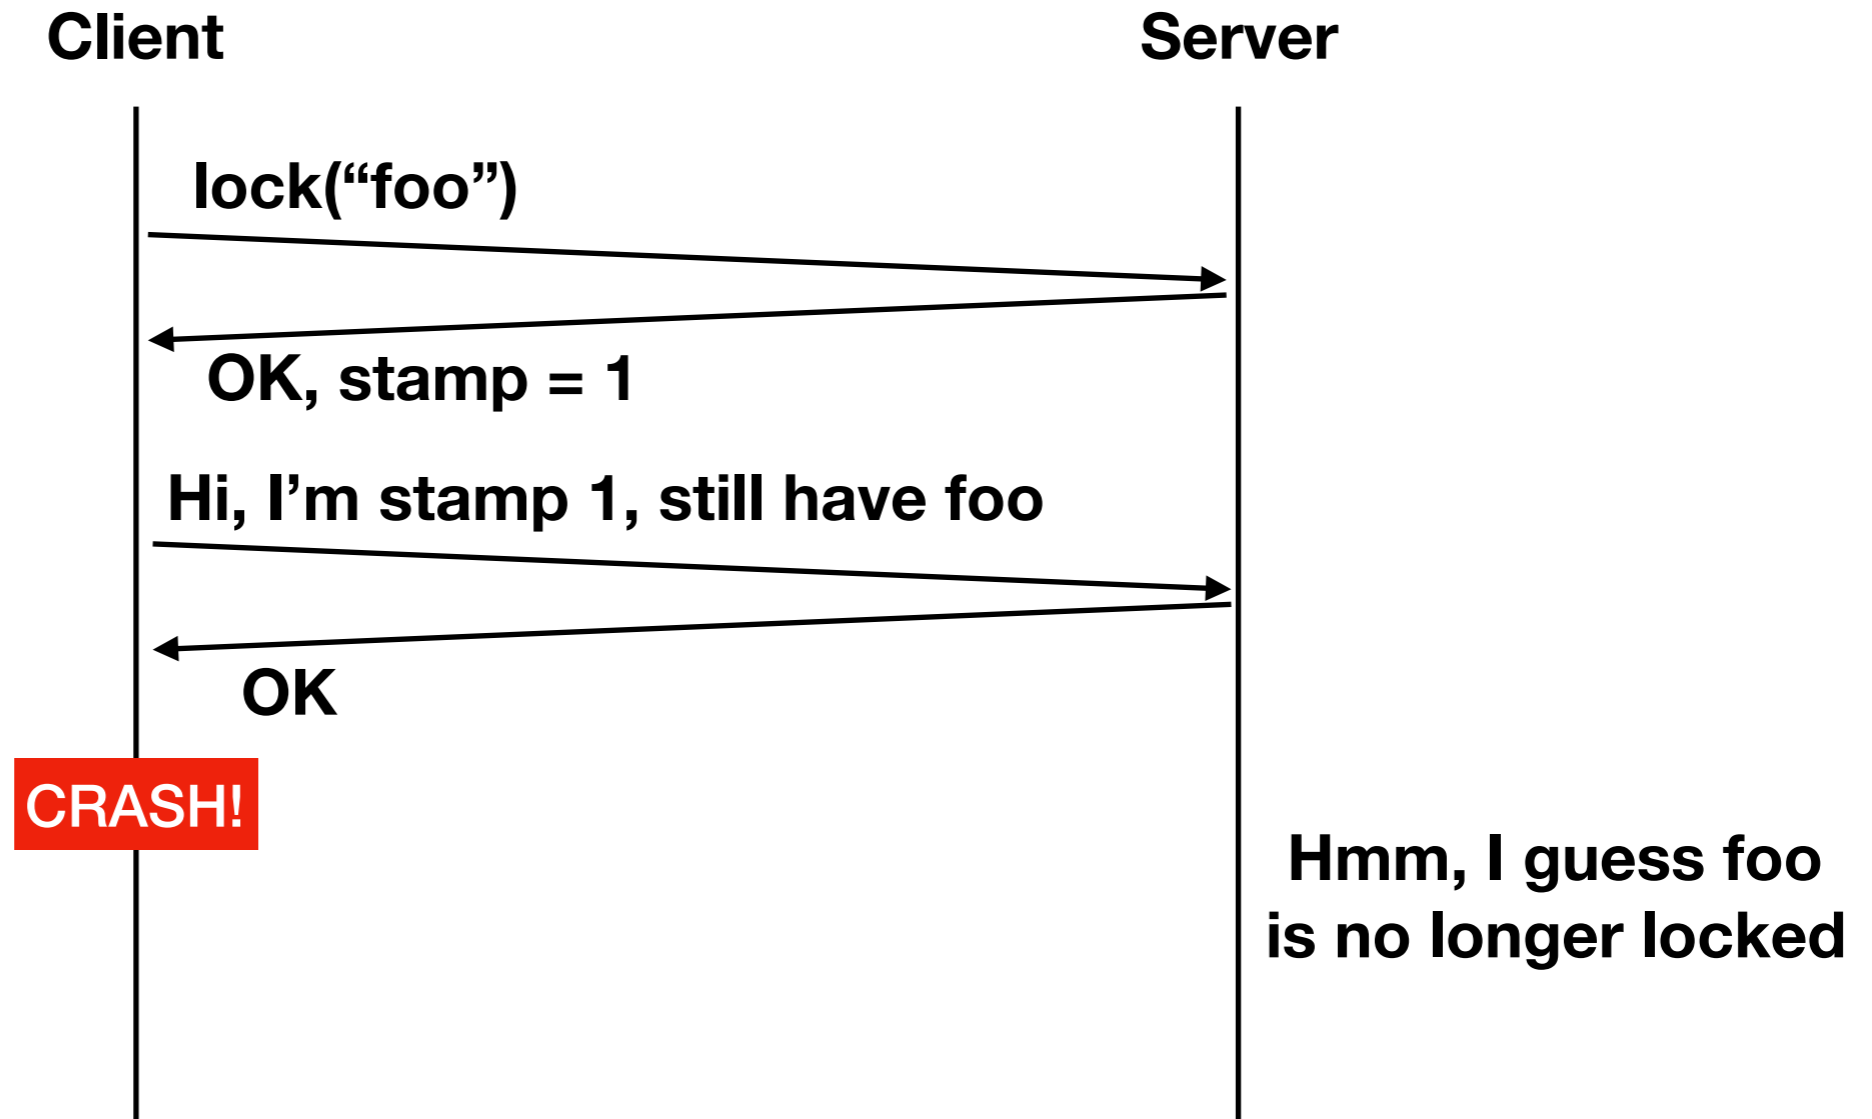 Client
Server
lock(“foo”)
OK, stamp = 1
Hi, I’m stamp 1, still have foo
OK
CRASH!
Hmm, I guess foo
is no longer locked